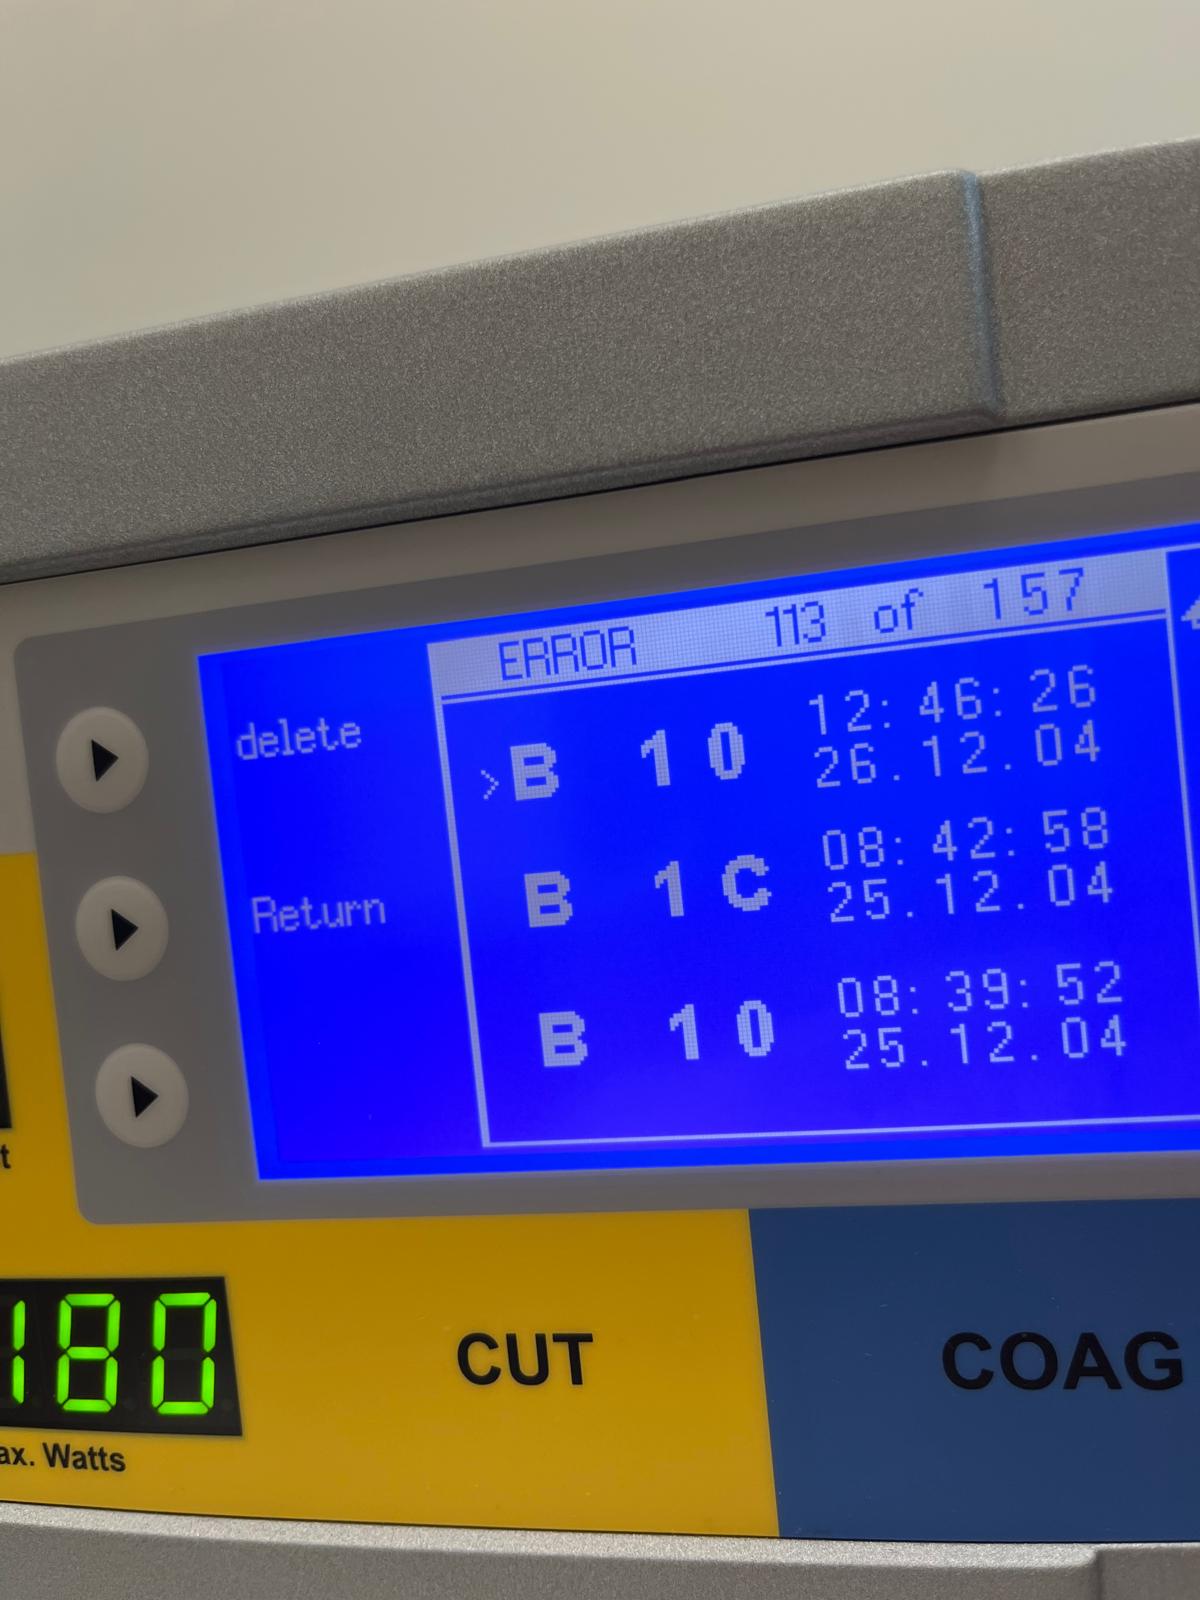 ERROR 113 of 157
delete
>B 10 12:46:26
26.12.04
B 1C 08:42:58
25.12.04
Return
B 10 08:39:52
25.12.04
180
CUT
COAG
Watts